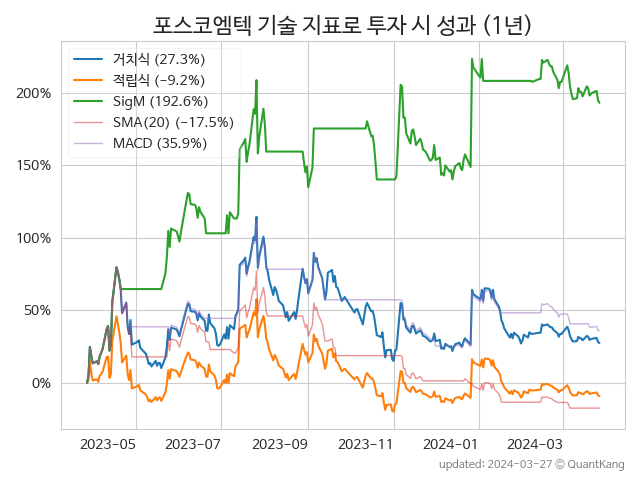 포스코엠텍 기술 지표로 투자 시 성과 (1년)
거치식 (27.3%)
적립식 (−9.2%)
SigM (192.6%)
SMA(20) (−17.5%)
MACD (35.9%)
200%
150%
100%
50%
0%
2023-05 2023-07 2023-09 2023-11 2024-01 2024-03
updated: 2024-03-27 © QuantKang